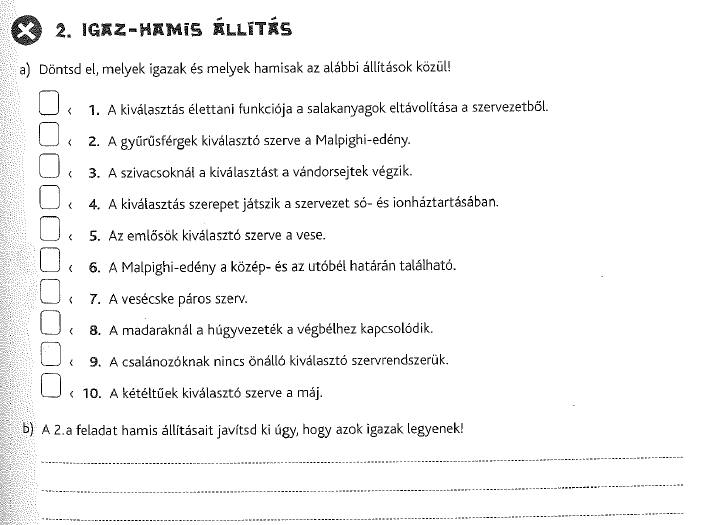 2. IGAZ-HAMIS ÁLLÍTÁS
a) Döntsd el, melyek igazak és melyek hamisak az alábbi állítások közül!
‹ 1. A kiválasztás élettani funkciója a salakanyagok eltávolítása a szervezetből.
‹ 2. A gyűrűsférgek kiválasztó szerve a Malpighi-edény.
‹ 3. A szivacsoknál a kiválasztást a vándorsejtek végzik.
‹ 4. A kiválasztás szerepet játszik a szervezet só- és ionháztartásában.
‹ 5. Az emlősök kiválasztó szerve a vese.
‹ 6. A Malpighi-edény a közép- és az utóbél határán található.
‹ 7. A vesécske páros szerv.
‹ 8. A madaraknál a húgyvezeték a végbélhez kapcsolódik.
‹ 9. A csalánozóknak nincs önálló kiválasztó szervrendszerük.
‹ 10. A kétéltűek kiválasztó szerve a máj.
b) A 2.a feladat hamis állításait javítsd ki úgy, hogy azok igazak legyenek!